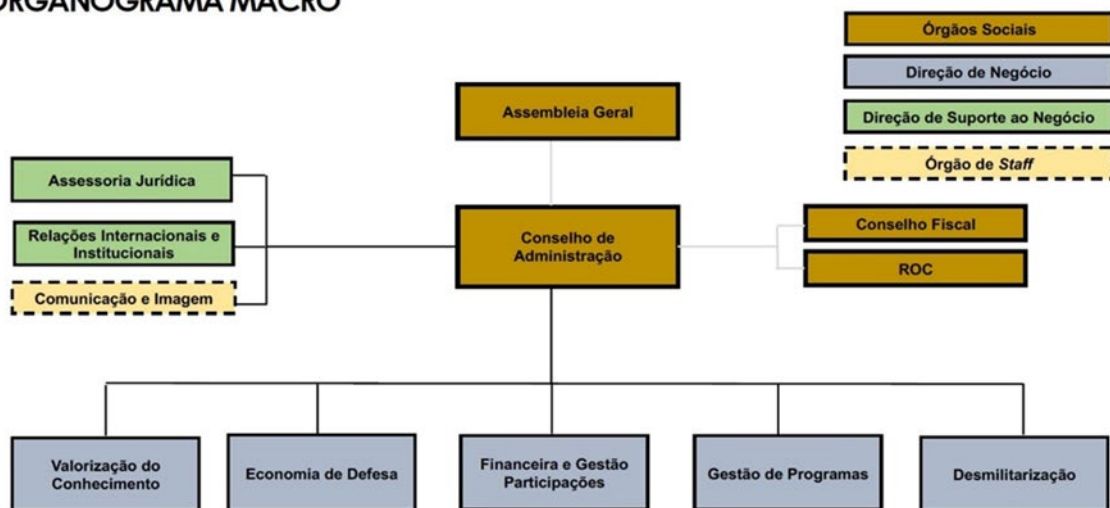 ORGANOGRAMA MACRO
Órgãos Sociais
Direção de Negócio
Direção de Suporte ao Negócio
Órgão de Staff
Assembleia Geral
Assessoria Jurídica
Relações Internacionais e
Institucionais
Comunicação e Imagem
Conselho de
Administração
Conselho Fiscal
ROC
Valorização do
Conhecimento
Economia de Defesa
Financeira e Gestão
Participações
Gestão de Programas
Desmilitarização